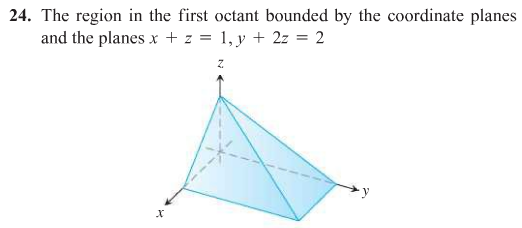 24. The region in the first octant bounded by the coordinate planes
and the planes x + z = 1, y + 2z = 2
z
y
x